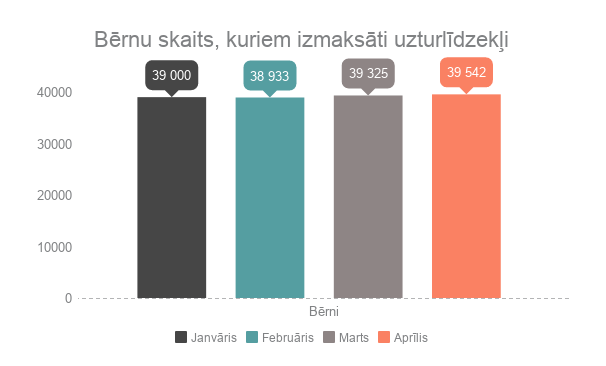 Bērnu skaits, kuriem izmaksāti uzturlīdzekļi
39 000
38 933
39 325
39 542
40000
30000
20000
10000
0
Bērni
Janvāris
Februāris
Marts
Aprīlis